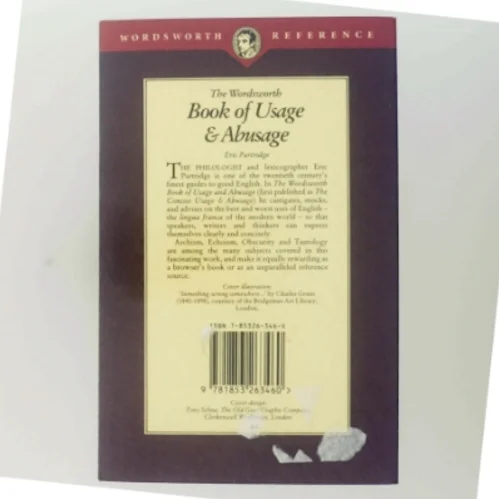 WORDSWORTH REFERENCE
The Wordsworth
Book of Usage
& Abusage
Eric Partridge
THE PHILOLOGIST and lexicographer Eric
Partridge is one of the twentieth century's
finest guides to good English. In The Wordsworth
Book of Usage and Abusage (first published as The
Concise Usage & Abusage) he castigates, mocks,
and advises on the best and worst uses of English –
the lingua franca of the modern world – so that
speakers, writers and thinkers can express
themselves clearly and concisely.
Archism, Echoism, Obscurity and Tautology
are among the many subjects covered in this
fascinating work, and make it equally rewarding as
a browser's book or as an unparalleled reference
source.
Cover illustration:
'Something wrong somewhere...' by Charles Green
(1840-1898), courtesy of the Bridgeman Art Library,
London.
ISBN 1-85326-346-
9 781853 263460 >
Cover design:
The Old Goat Graphic Company
London